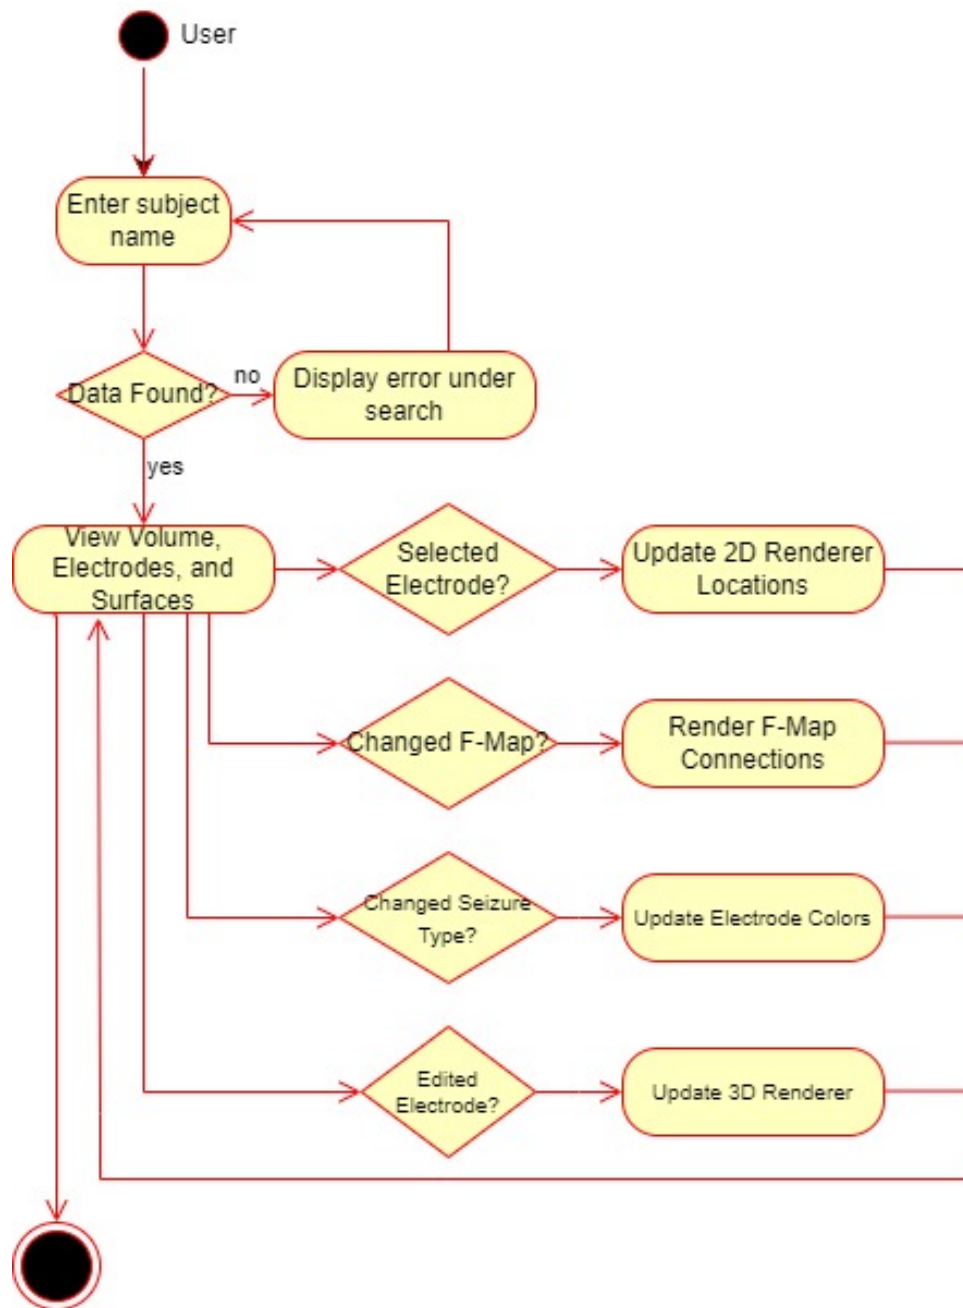 User
Enter subject
name
Data Found?
no
Display error under
search
yes
View Volume,
Electrodes, and
Surfaces
Selected
Electrode?
Update 2D Renderer
Locations
Changed F-Map?
Render F-Map
Connections
Changed Seizure
Type?
Update Electrode Colors
Edited
Electrode?
Update 3D Renderer